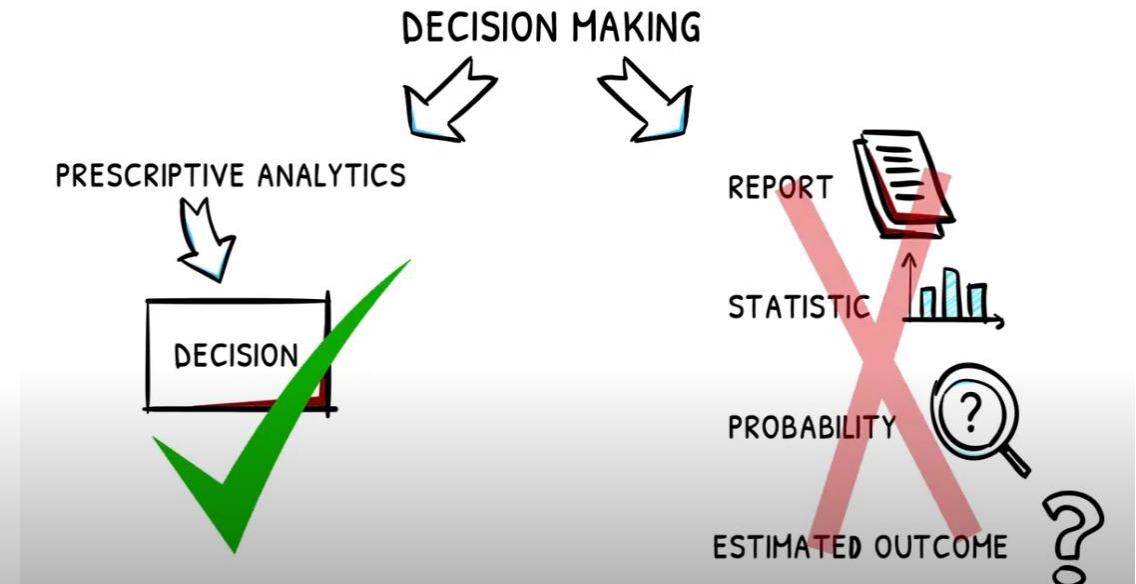 DECISION MAKING
PRESCRIPTIVE ANALYTICS
DECISION
REPORT
STATISTIC
?
PROBABILITY
ESTIMATED OUTCOME ?